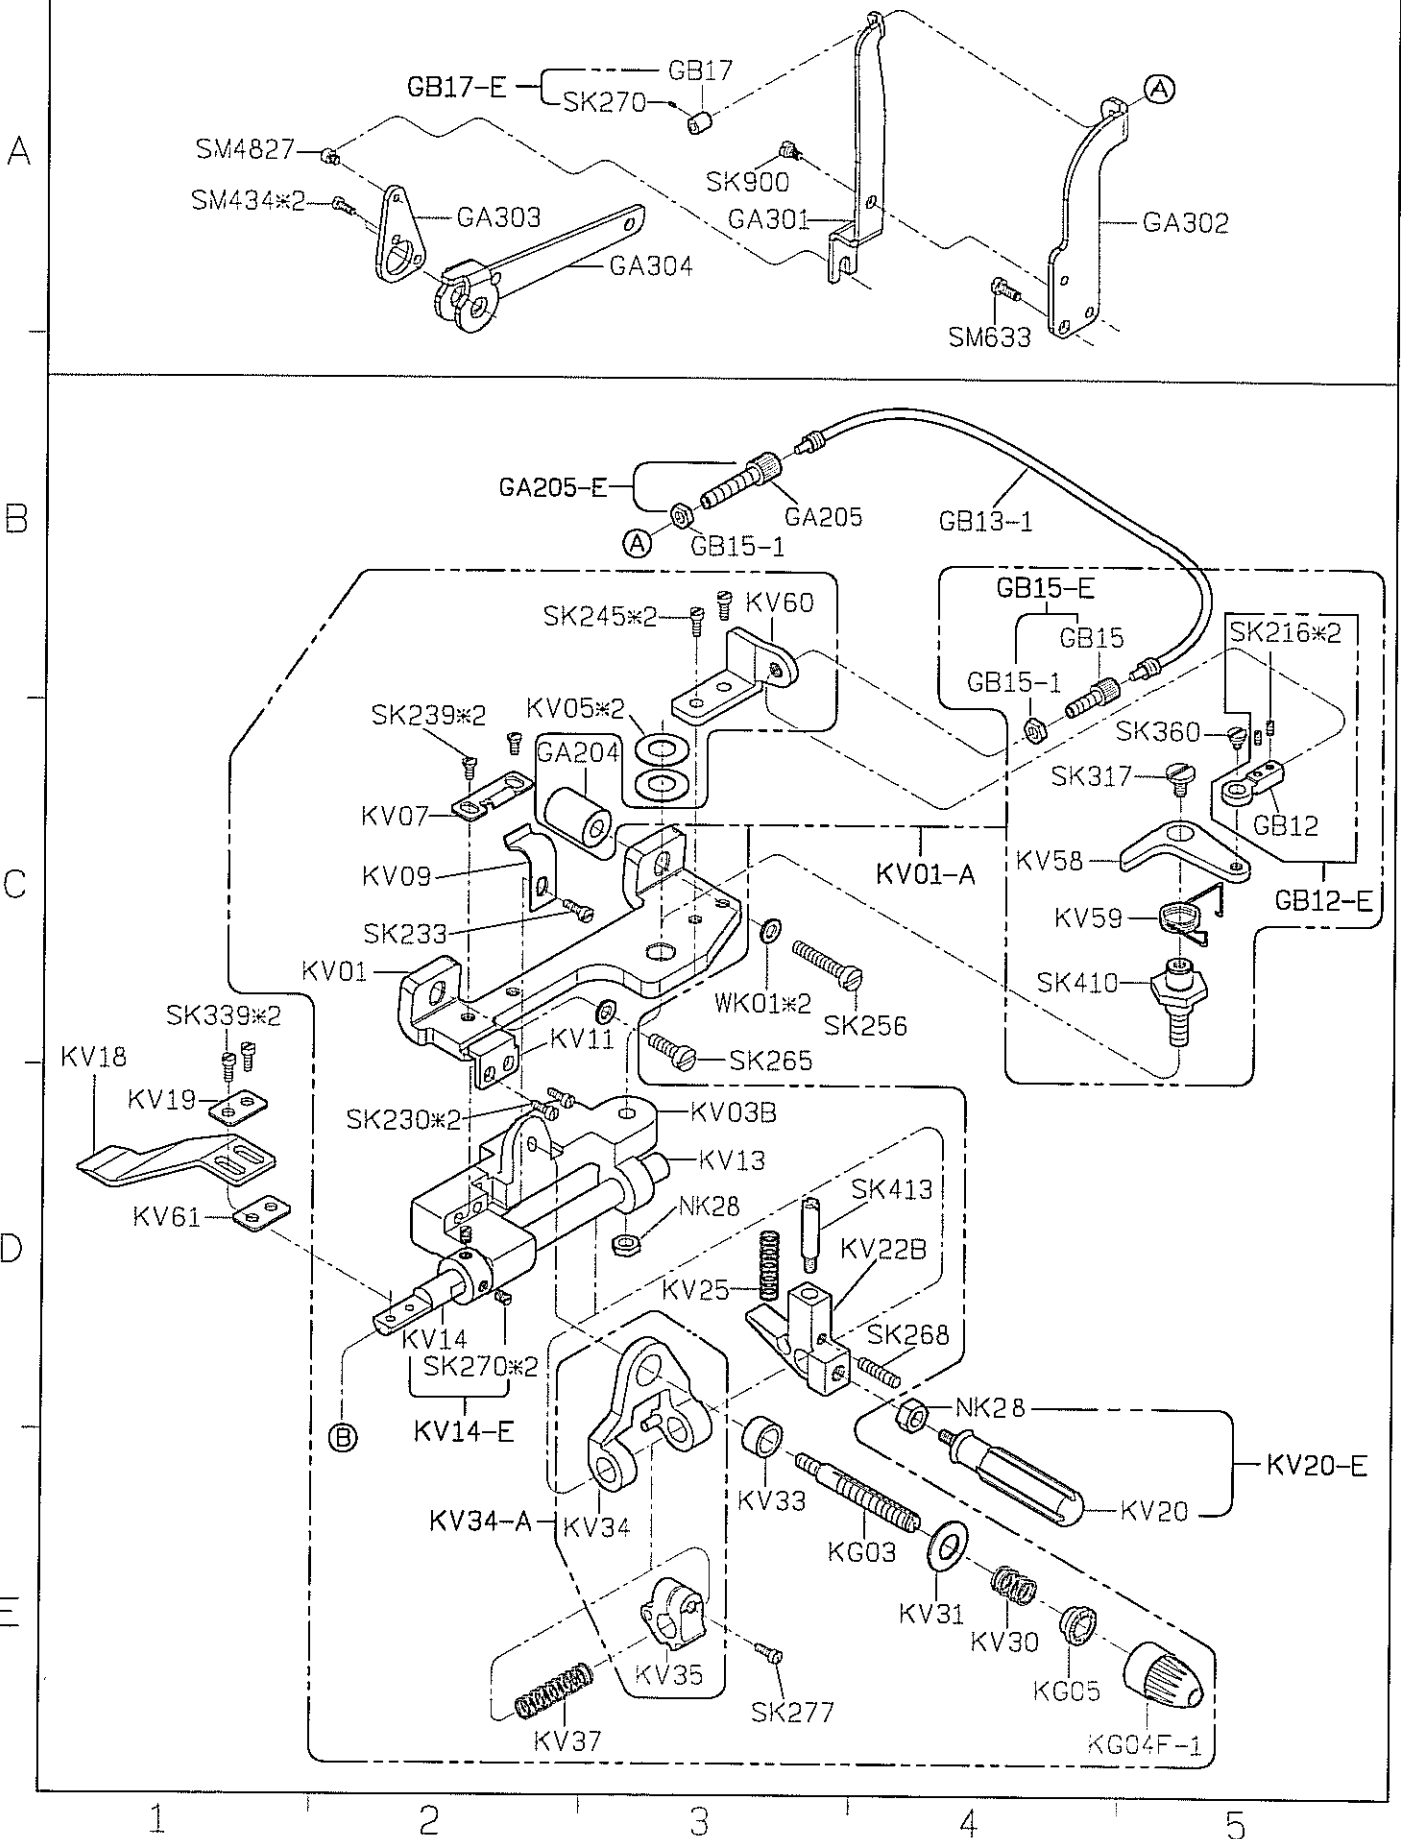 GB17-E
GB17
SK270
A
SM4827
SK900
SM434*2
GA303
GA301
GA302
GA304
SM633
A
GA205-E
GA205
GB13-1
A
GB15-1
B
GB15-E
SK245*2
KV60
GB15
SK216*2
GB15-1
SK239*2
KV05*2
SK360
GA204
SK317
KV07
GB12
KV58
KV09
KV01-A
GB12-E
C
KV59
SK233
KV01
SK410
WK01*2
SK339*2
SK256
KV11
KV18
SK265
KV19
SK230*2
KV03B
KV13
SK413
KV61
NK28
KV22B
D
KV25
KV14
SK268
SK270*2
NK28
KV14-E
B
KV20-E
KV33
KV20
KV34-A
KV34
KG03
KV31
KV30
E
KV35
KG05
SK277
KV37
KG04F-1
1
2
3
4
5